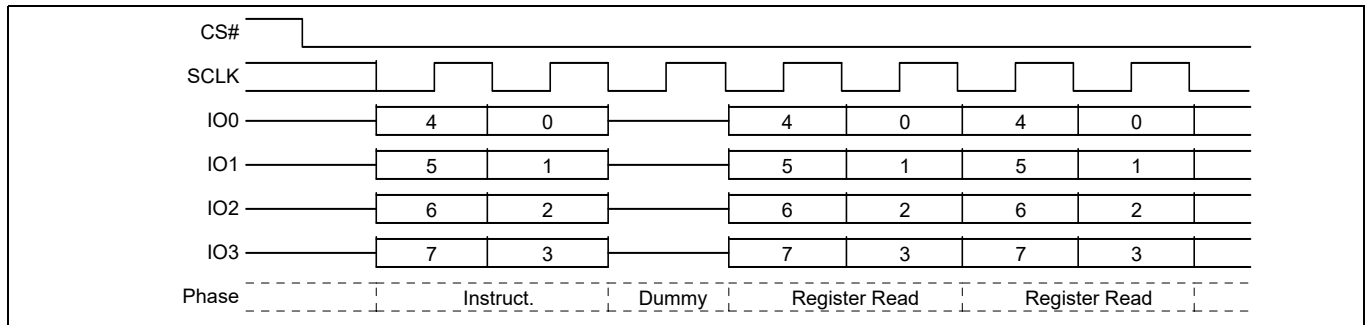 CS#
SCLK
IO0 4 0 4 0 4 0
IO1 5 1 5 1 5 1
IO2 6 2 6 2 6 2
IO3 7 3 7 3 7 3
Phase Instruct. Dummy Register Read Register Read